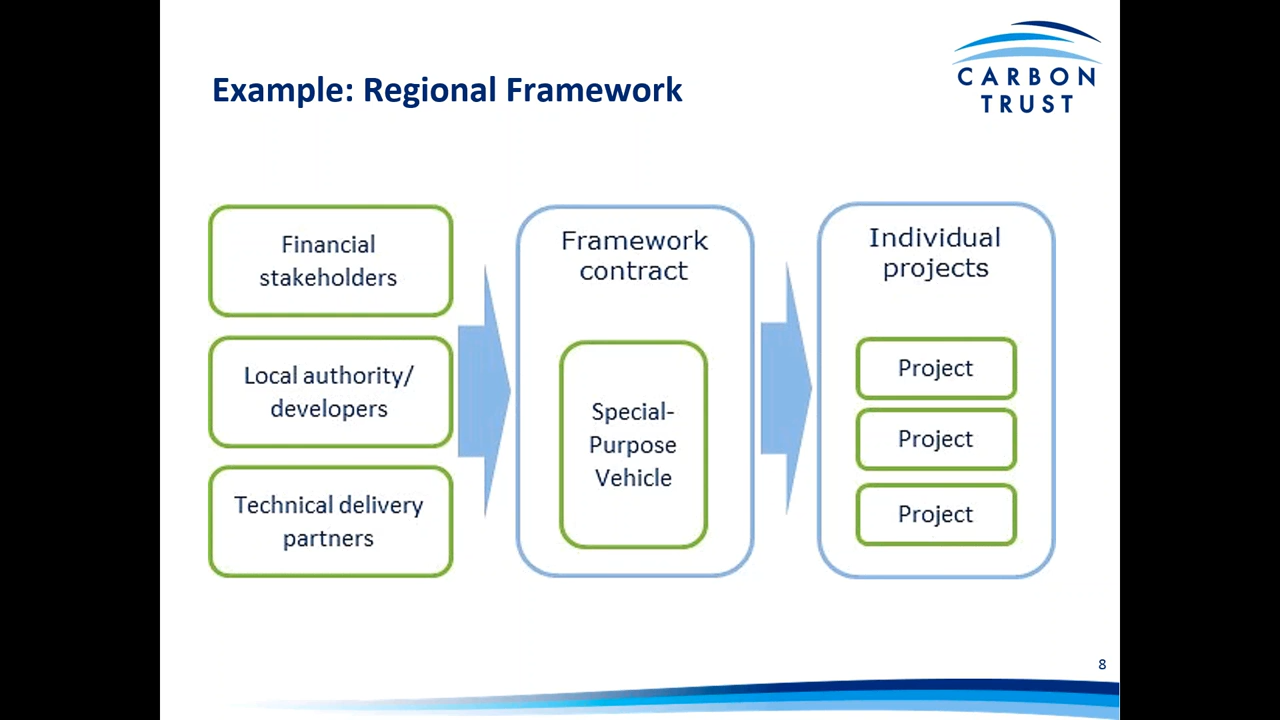 Example: Regional Framework
CARBON
TRUST
Financial
stakeholders
Local authority/
developers
Technical delivery
partners
Framework
contract
Special-
Purpose
Vehicle
Individual
projects
Project
Project
Project
8